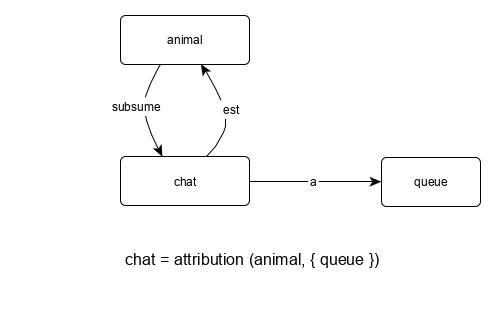 animal
subsume
est
chat
a
queue
chat = attribution (animal, { queue })